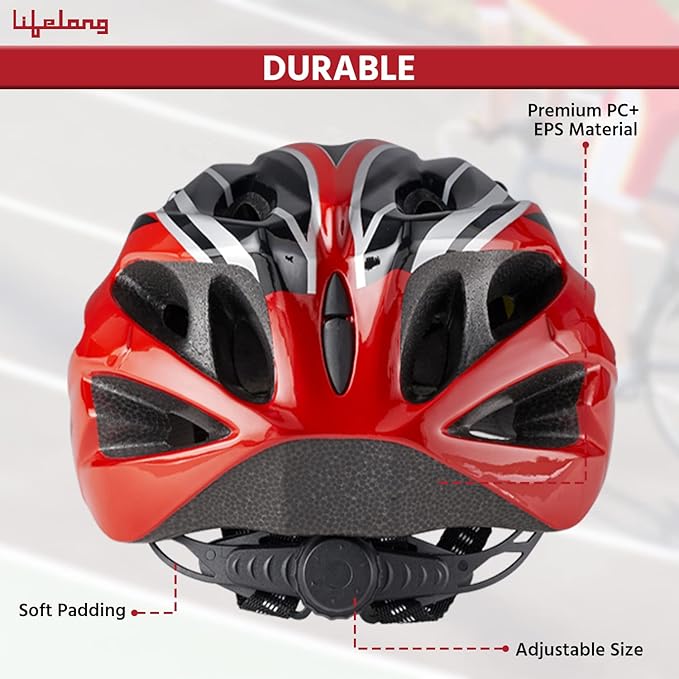 Lifelong
DURABLE
Premium PC+
EPS Material
Soft Padding
Adjustable Size